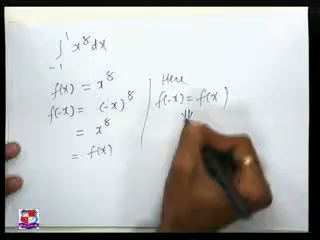 ∫₋₁¹ x⁸ dx
f(x) = x⁸
f(-x) = (-x)⁸
= x⁸
= f(x)
Here
f(-x) = f(x)